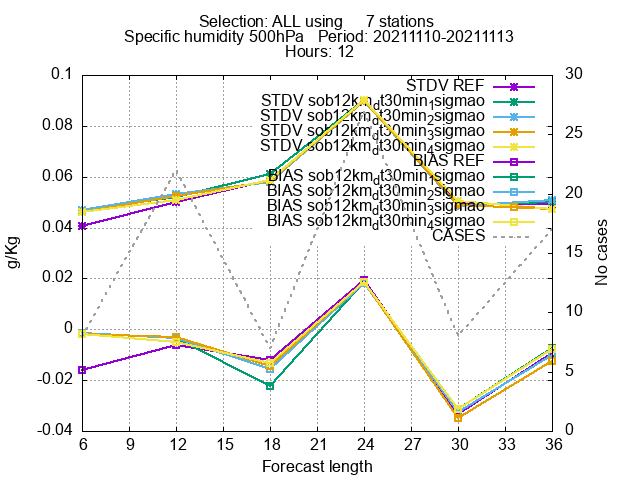 Selection: ALL using 7 stations
Specific humidity 500hPa Period: 20211110-20211113
Hours: 12
0.1
0.08
0.06
0.04
0.02
0
-0.02
-0.04
g/Kg
STDV REF
STDV sob12km_dt30min_1sigmao
STDV sob12km_dt30min_2sigmao
STDV sob12km_dt30min_3sigmao
STDV sob12km_dt30min_4sigmao
BIAS REF
BIAS sob12km_dt30min_1sigmao
BIAS sob12km_dt30min_2sigmao
BIAS sob12km_dt30min_3sigmao
BIAS sob12km_dt30min_4sigmao
CASES
30
25
20
15
10
5
0
No cases
6 9 12 15 18 21 24 27 30 33 36
Forecast length